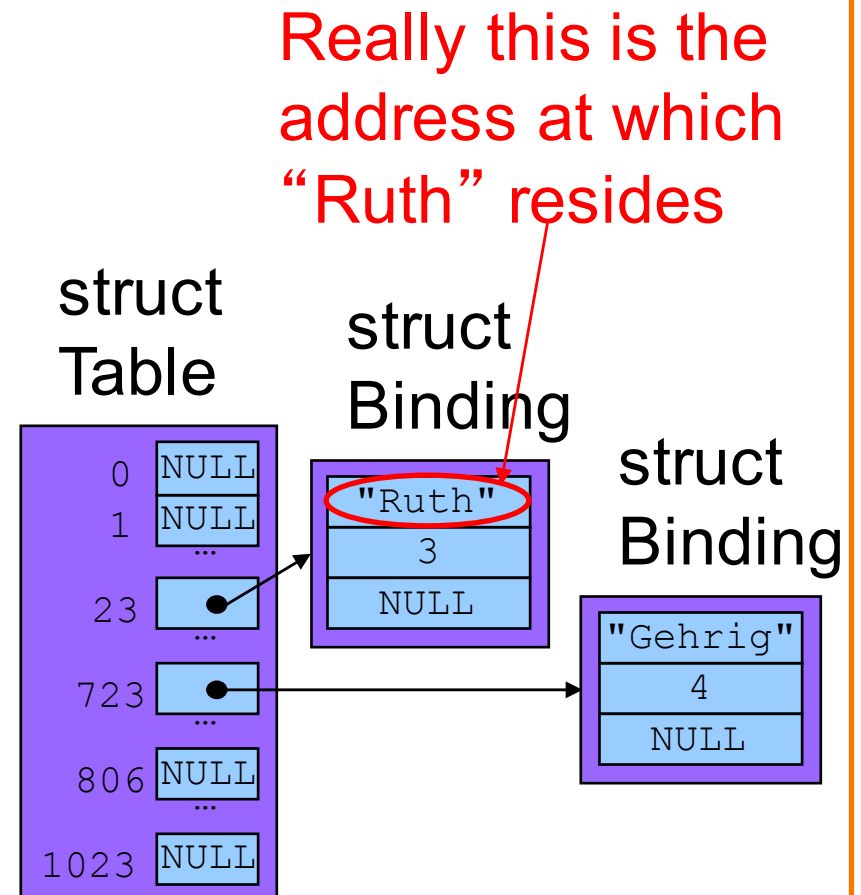 Really this is the
address at which
“Ruth” resides
struct
Table
struct
Binding
struct
Binding
0 NULL
1 NULL
...
23
...
723
...
806 NULL
...
1023 NULL
"Ruth"
3
NULL
"Gehrig"
4
NULL